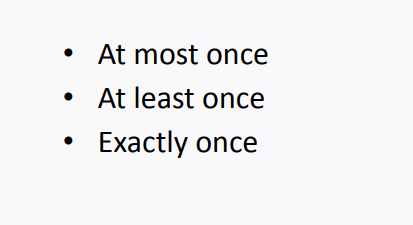 • At most once
• At least once
• Exactly once